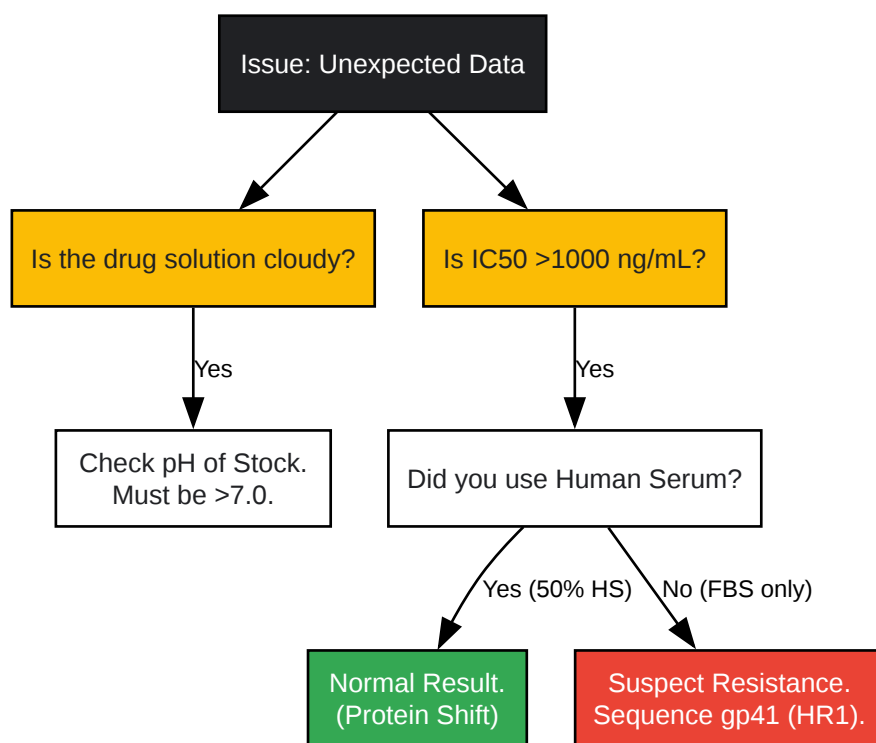 Issue: Unexpected Data
Is the drug solution cloudy?
Is IC50 >1000 ng/mL?
Yes
Yes
Check pH of Stock.
Must be >7.0.
Did you use Human Serum?
Yes (50% HS)
No (FBS only)
Normal Result.
(Protein Shift)
Suspect Resistance.
Sequence gp41 (HR1).